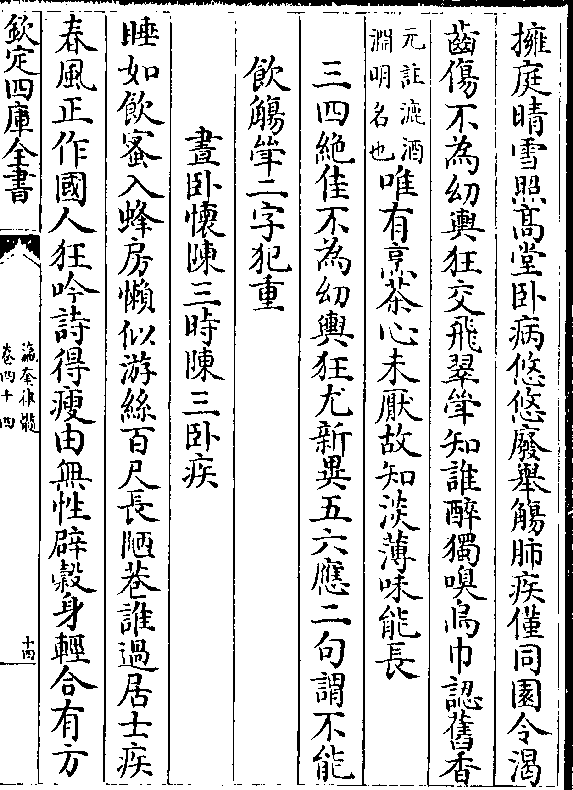 擁庭晴雪照髙堂卧病悠悠廢舉觴肺疾僅同園令渴
齒傷不為幼輿狂交飛翠斝知誰醉獨嗅烏巾認舊香
元註漉酒
淵明名也
唯有烹茶心未厭故知淡薄味能長
三四絶佳不為幼輿狂尤新異五六應二句謂不能
飲觴斝二字犯重
晝卧懷陳三時陳三卧疾
睡如飲蜜入蜂房懶似游絲百尺長陋巷誰過居士疾
春風正作國人狂吟詩得瘦由無性辟榖身輕合有方
欽定四庫全書
瀛奎律髓
卷四十四
十四